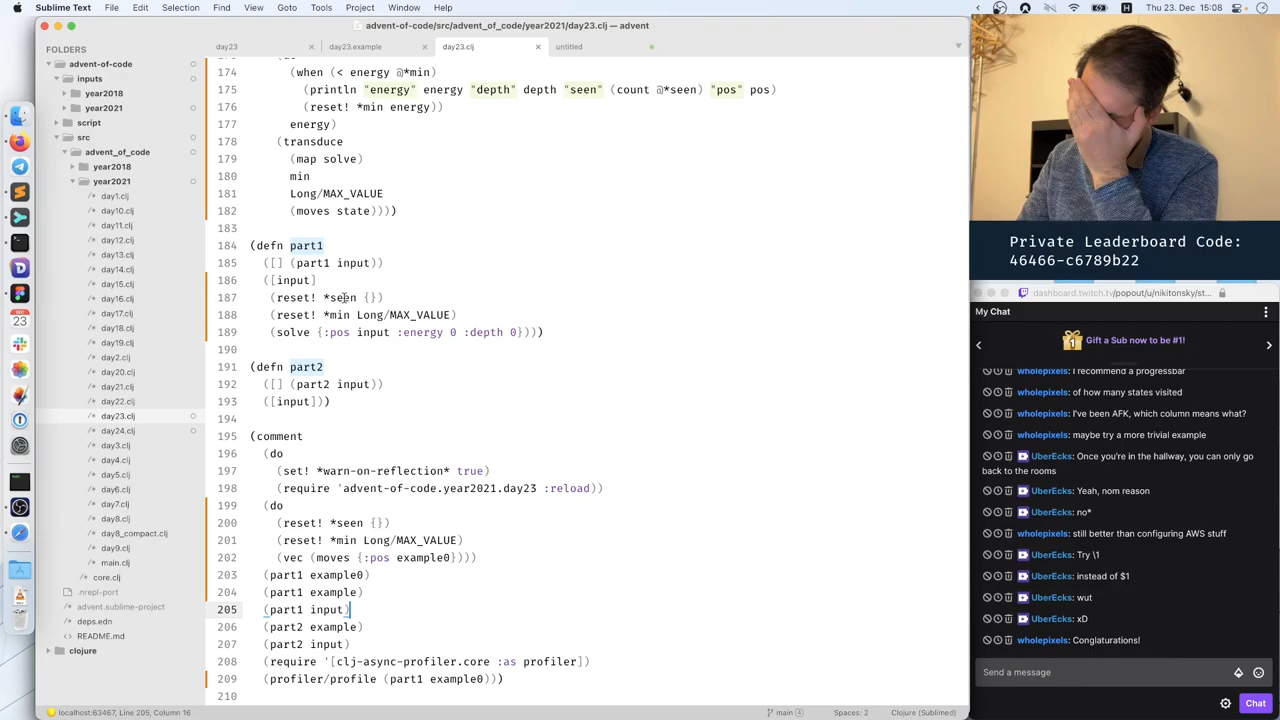 Sublime Text File Edit Selection Find View Goto Tools Project Window Help Thu 23. Dec 15:08
advent-of-code/src/advent_of_code/year2021/day23.clj — advent
FOLDERS
advent-of-code
inputs
year2018
year2021
script
src
advent_of_code
year2018
year2021
day1.clj
day10.clj
day11.clj
day12.clj
day13.clj
day14.clj
day15.clj
day16.clj
day17.clj
day18.clj
day19.clj
day2.clj
day20.clj
day21.clj
day22.clj
day23.clj
day24.clj
day3.clj
day4.clj
day5.clj
day6.clj
day7.clj
day8.clj
day8_compact.clj
day9.clj
main.clj
core.clj
.nrepl-port
advent.sublime-project
deps.edn
README.md
clojure
day23 day23.example day23.clj untitled
174 (when (< energy @*min)
175 (println "energy" energy "depth" depth "seen" (count @*seen) "pos" pos)
176 (reset! *min energy))
177 energy)
178 (transduce
179 (map solve)
180 min
181 Long/MAX_VALUE
182 (moves state))))
183
184 (defn part1
185 ([] (part1 input))
186 ([input]
187 (reset! *seen {})
188 (reset! *min Long/MAX_VALUE)
189 (solve {:pos input :energy 0 :depth 0})))
190
191 (defn part2
192 ([] (part2 input))
193 ([input]))
194
195 (comment
196 (do
197 (set! *warn-on-reflection* true)
198 (require 'advent-of-code.year2021.day23 :reload))
199 (do
200 (reset! *seen {})
201 (reset! *min Long/MAX_VALUE)
202 (vec (moves {:pos example0})))
203 (part1 example0)
204 (part1 example)
205 (part1 input)
206 (part2 example)
207 (part2 input)
208 (require '[clj-async-profiler.core :as profiler])
209 (profiler/profile (part1 example0)))
210
localhost:63467, Line 205, Column 16 main 4 Spaces: 2 Clojure (Sublimed)
Private Leaderboard Code:
46466-c6789b22
dashboard.twitch.tv/popout/u/nikitonsky/st...
My Chat
Gift a Sub now to be #1!
wholepixels: I recommend a progressbar
wholepixels: of how many states visited
wholepixels: I've been AFK, which column means what?
wholepixels: maybe try a more trivial example
UberEcks: Once you're in the hallway, you can only go
back to the rooms
UberEcks: Yeah, nom reason
UberEcks: no*
wholepixels: still better than configuring AWS stuff
UberEcks: Try \1
UberEcks: instead of $1
UberEcks: wut
UberEcks: xD
wholepixels: Conglaturations!
Send a message
Chat